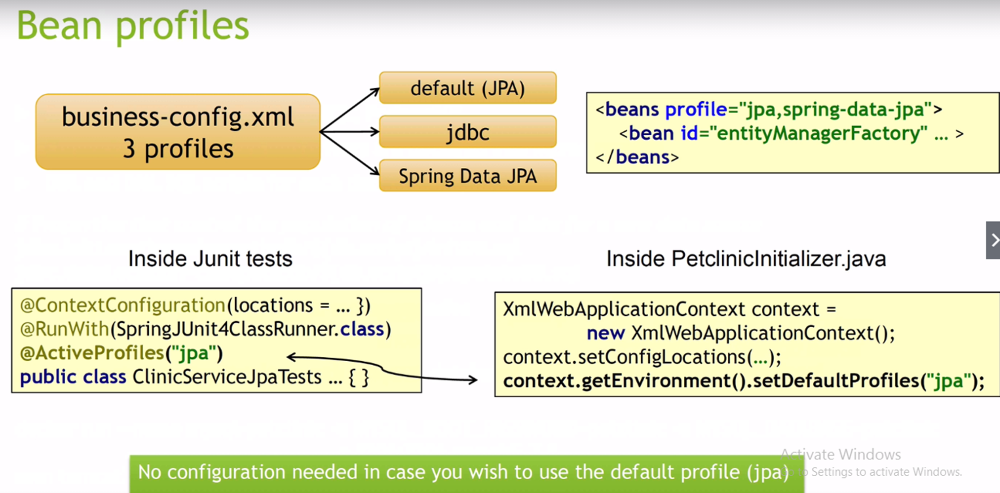 Bean profiles
business-config.xml
3 profiles
default (JPA)
jdbc
Spring Data JPA
<beans profile="jpa,spring-data-jpa">
<bean id="entityManagerFactory" ... >
</beans>
Inside Junit tests
@ContextConfiguration(locations = ... })
@RunWith(SpringJUnit4ClassRunner.class)
@ActiveProfiles("jpa")
public class ClinicServiceJpaTests ... { }
Inside PetclinicInitializer.java
XmlWebApplicationContext context =
new XmlWebApplicationContext();
context.setConfigLocations(...);
context.getEnvironment().setDefaultProfiles("jpa");
No configuration needed in case you wish to use the default profile (jpa)
Activate Windows
Go to Settings to activate Windows.